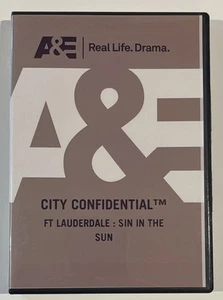 A&E | Real Life. Drama.
A&E
CITY CONFIDENTIAL™
FT LAUDERDALE : SIN IN THE
SUN